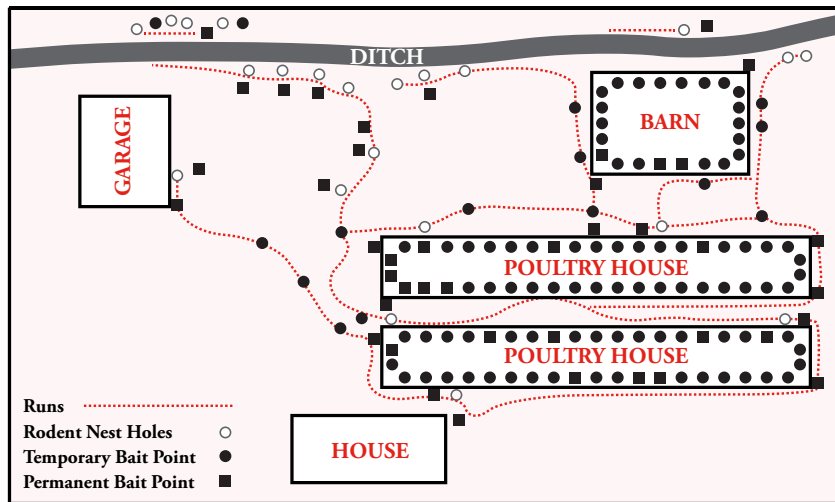 DITCH
BARN
GARAGE
POULTRY HOUSE
POULTRY HOUSE
HOUSE
Runs
Rodent Nest Holes
Temporary Bait Point
Permanent Bait Point